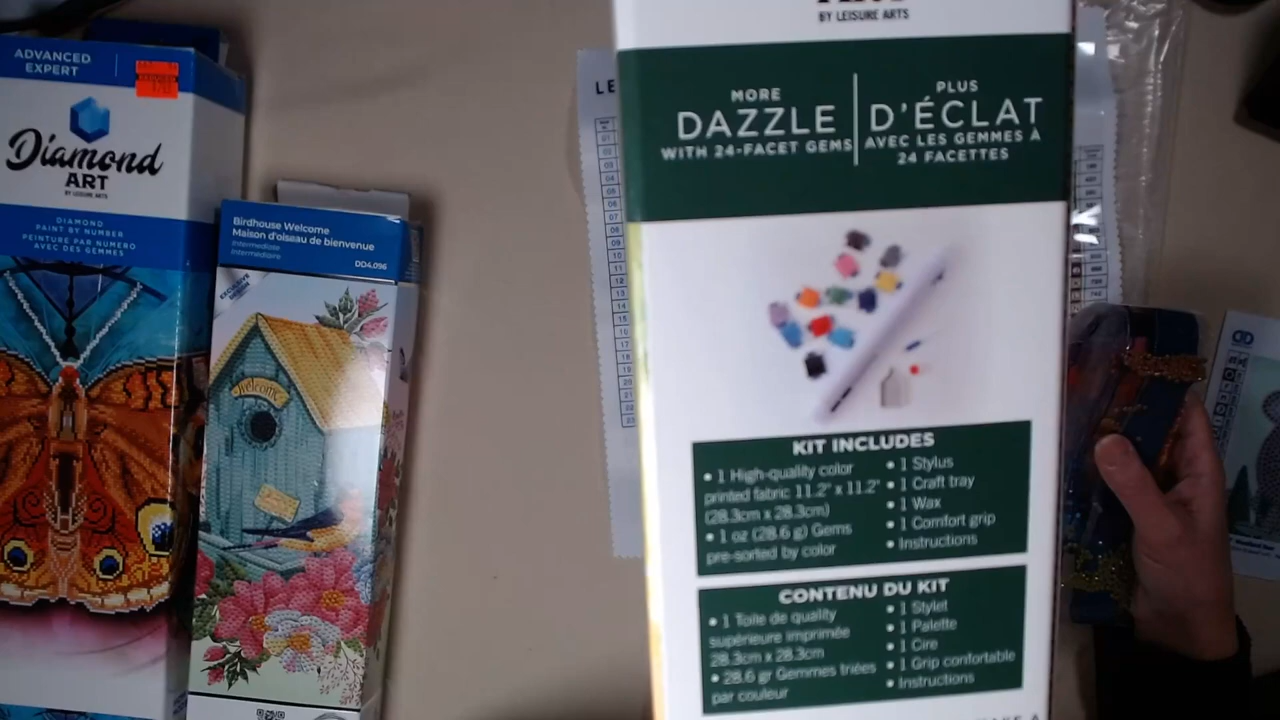 ADVANCED
EXPERT
Diamond
ART
BY LEISURE ARTS
DIAMOND
PAINT BY NUMBER
PEINTURE PAR NUMÉRO
AVEC DES GEMMES
Birdhouse Welcome
Maison d'oiseau de bienvenue
Intermediate
Intermédiaire
DD4.096
EXCLUSIVE
DESIGN
welcome
LE
BY LEISURE ARTS
MORE
DAZZLE
WITH 24-FACET GEMS
PLUS
D'ÉCLAT
AVEC LES GEMMES À
24 FACETTES
KIT INCLUDES
• 1 High-quality color
printed fabric 11.2" x 11.2"
(28.3cm x 28.3cm)
• 1 oz (28.6 g) Gems
pre-sorted by color
• 1 Stylus
• 1 Craft tray
• 1 Wax
• 1 Comfort grip
• Instructions
CONTENU DU KIT
• 1 Toile de quality
supérieure imprimée
28.3cm x 28.3cm
• 28.6 gr Gemmes triées
par couleur
• 1 Stylet
• 1 Palette
• 1 Cire
• 1 Grip confortable
• Instructions